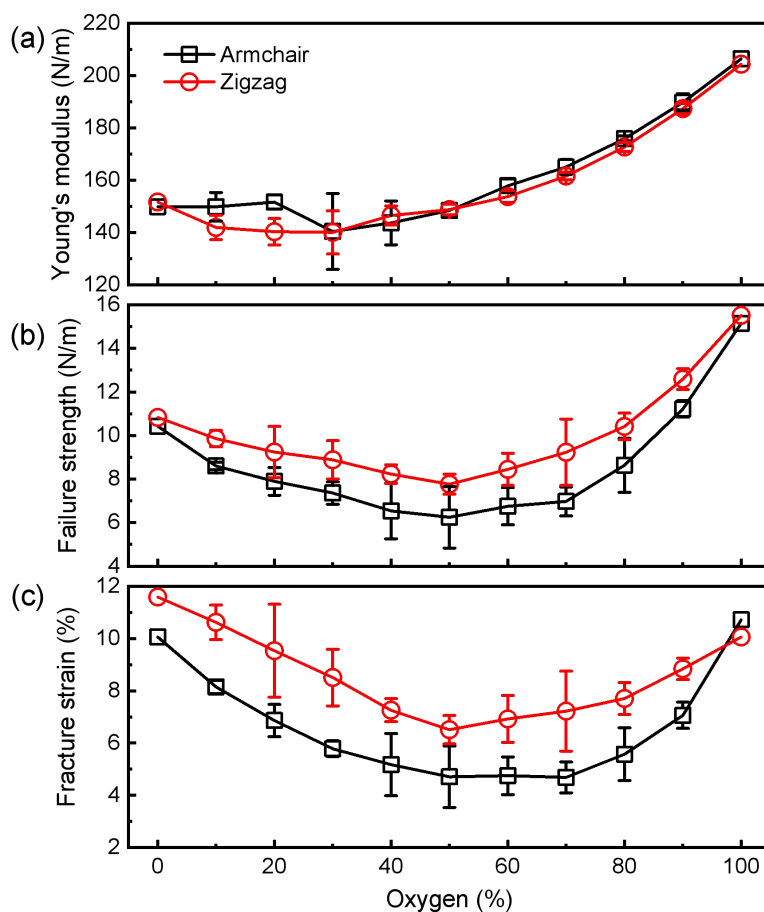 (a)
Young's modulus (N/m)
220
200
180
160
140
120
Armchair
Zigzag
(b)
Failure strength (N/m)
16
14
12
10
8
6
4
(c)
Fracture strain (%)
12
10
8
6
4
2
0 20 40 60 80 100
Oxygen (%)